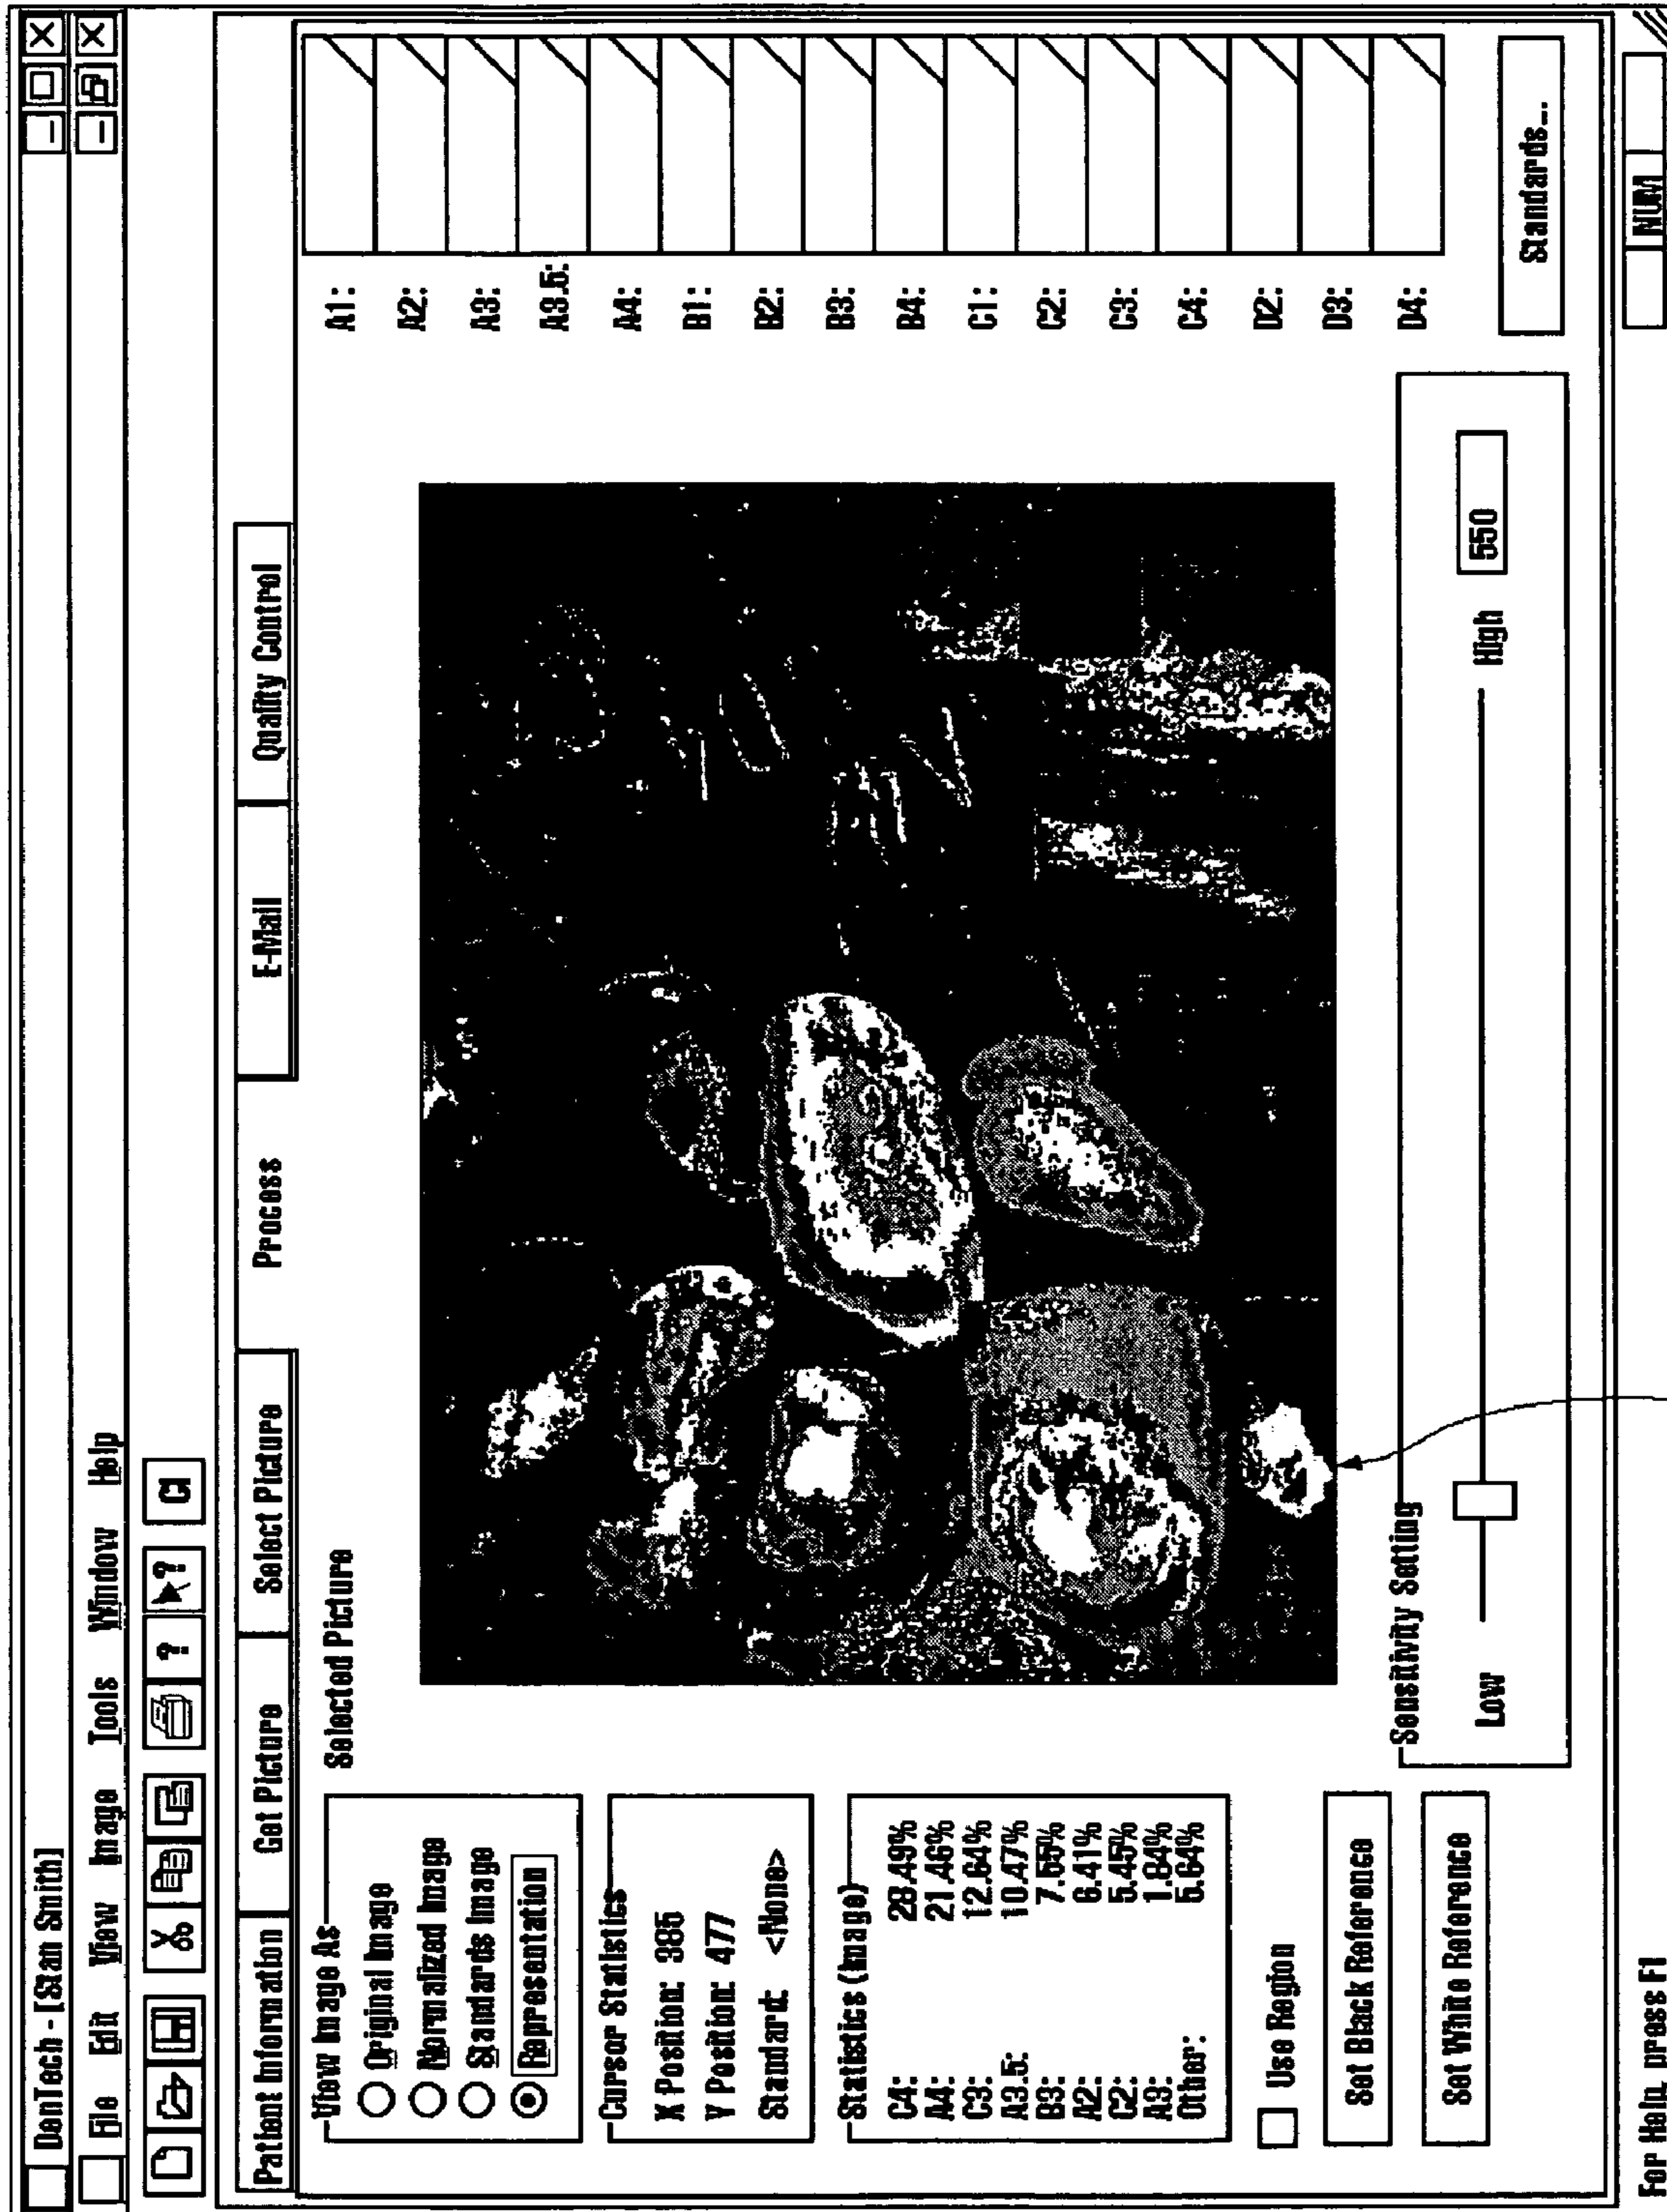 DenTech - [Stan Smith]
File Edit View Image Tools Window Help
? ?
Patient Information Get Picture Select Picture Process E-Mail Quality Control
View Image As
Original Image
Normalized Image
Standards Image
Representation
Cursor Statistics
X Position: 385
Y Position: 477
Standard: <None>
Statistics (Image)
C4: 28.49%
A4: 21.46%
C3: 12.64%
A3.5: 10.47%
B3: 7.55%
A2: 6.41%
C2: 5.45%
A3: 1.84%
Other: 5.64%
Use Region
Set Black Reference
Set White Reference
Selected Picture
Sensitivity Setting
Low High 550
A1:
A2:
A3:
A3.5:
A4:
B1:
B2:
B3:
B4:
C1:
C2:
C3:
C4:
D2:
D3:
D4:
Standards...
For Help, press F1 NUM